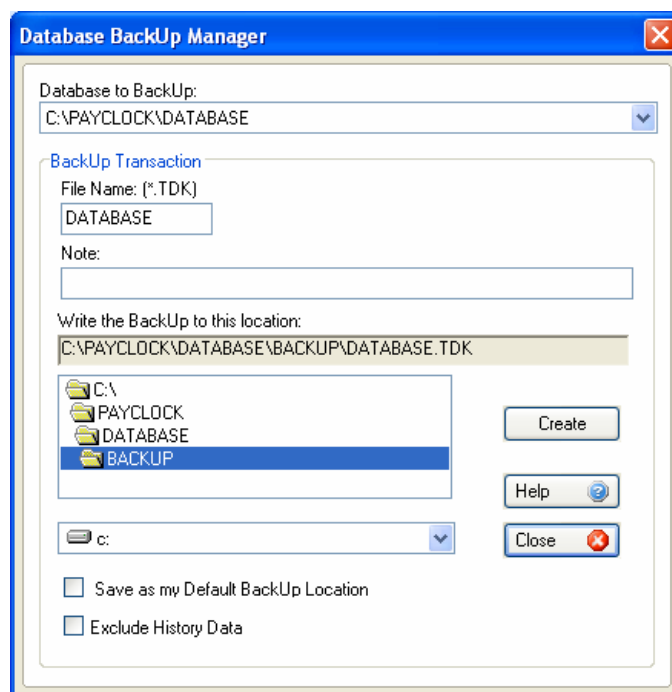 Database BackUp Manager
Database to BackUp:
C:\PAYCLOCK\DATABASE
BackUp Transaction
File Name: (*.TDK)
DATABASE
Note:
Write the BackUp to this location:
C:\PAYCLOCK\DATABASE\BACKUP\DATABASE.TDK
C:\
PAYCLOCK
DATABASE
BACKUP
Create
Help
c:
Close
Save as my Default BackUp Location
Exclude History Data